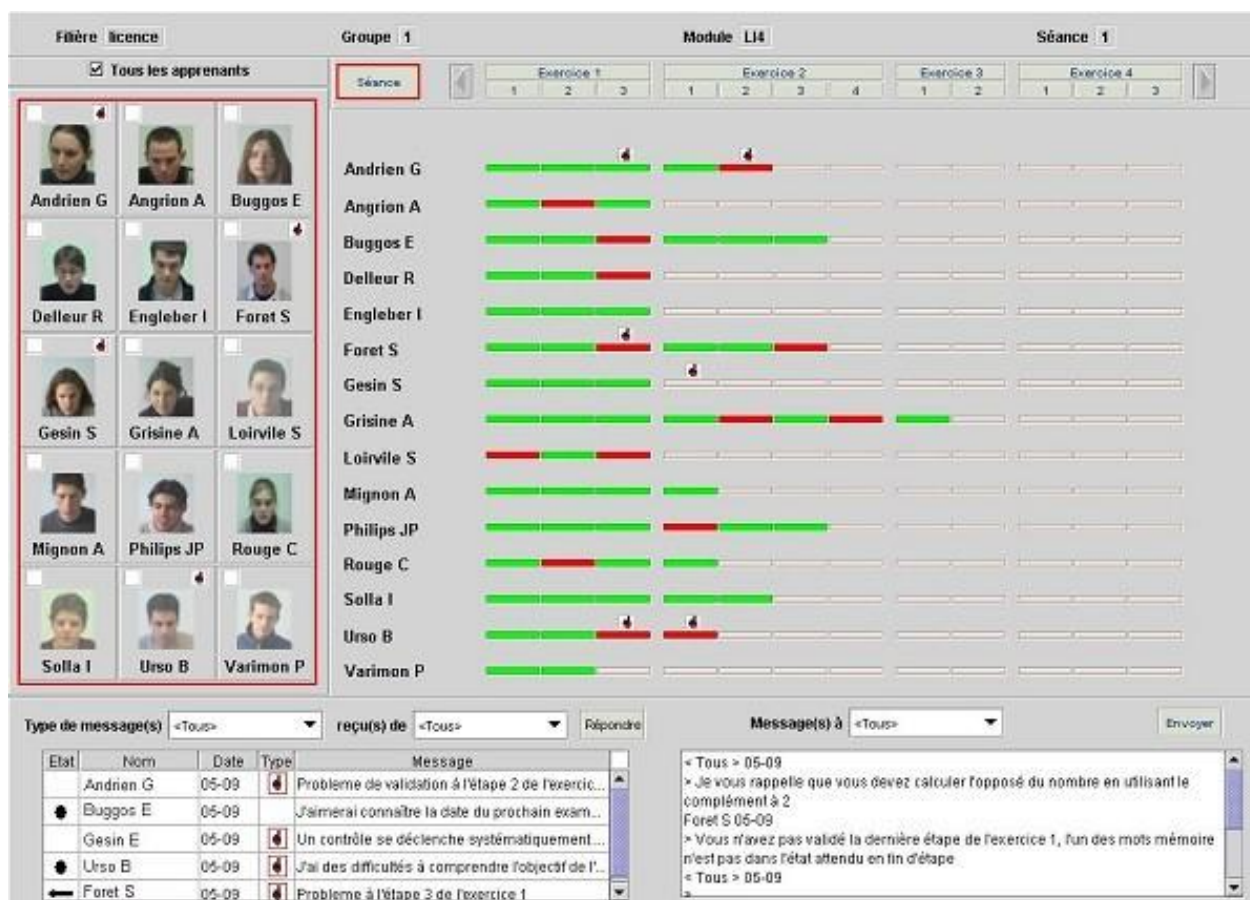 Filière licence Groupe 1 Module LI4 Séance 1
Tous les apprenants
Séance Exercice 1 Exercice 2 Exercice 3 Exercice 4
1 2 3 1 2 3 4 1 2 1 2 3
Andrien G Angrion A Buggos E
Delleur R Engleber I Foret S
Gesin S Grisine A Loirvile S
Mignon A Philips JP Rouge C
Solla I Urso B Varimon P
Andrien G
Angrion A
Buggos E
Delleur R
Engleber I
Foret S
Gesin S
Grisine A
Loirvile S
Mignon A
Philips JP
Rouge C
Solla I
Urso B
Varimon P
Type de message(s) <Tous> reçu(s) de <Tous> Répondre
Etat Nom Date Type Message
Andrien G 05-09 Probleme de validation à l'étape 2 de l'exercic...
Buggos E 05-09 J'aimerai connaître la date du prochain exam...
Gesin E 05-09 Un contrôle se déclenche systématiquement...
Urso B 05-09 J'ai des difficultés à comprendre l'objectif de l'...
Foret S 05-09 Probleme à l'étape 3 de l'exercice 1
Message(s) à <Tous> Envoyer
< Tous > 05-09
> Je vous rappelle que vous devez calculer l'opposé du nombre en utilisant le
complément à 2
Foret S 05-09
> Vous n'avez pas validé la dernière étape de l'exercice 1, l'un des mots mémoire
n'est pas dans l'état attendu en fin d'étape
< Tous > 05-09
>